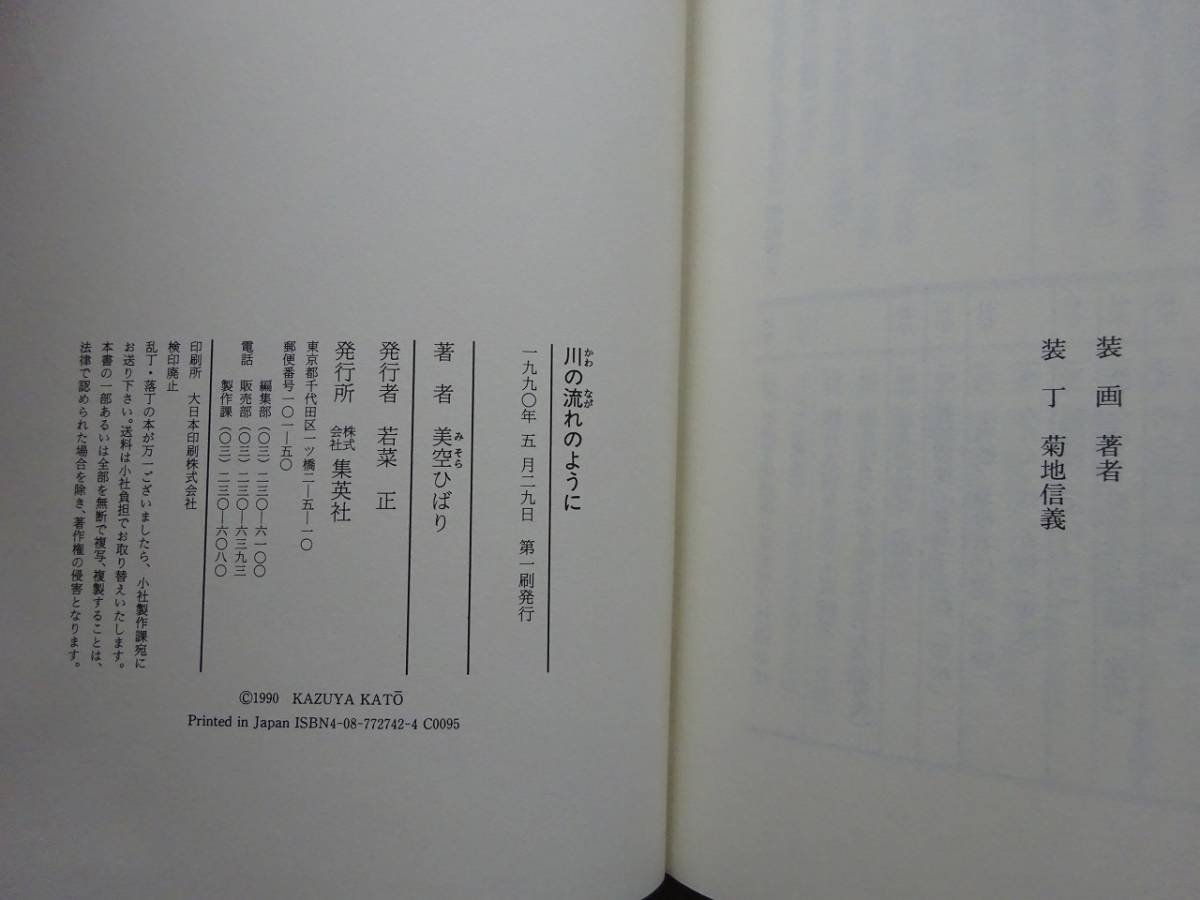 装　画　著者
装　丁　菊地信義
川の流れのように
かわ　なが
一九九〇年　五　月二九日　第一刷発行
著　者　美空ひばり
みそら
発行者　若菜　正
発行所　株式会社　集英社
東京都千代田区一ツ橋二―五―一〇
郵便番号一〇一―五〇
編集部（〇三）二三〇―六一〇〇
電話　販売部（〇三）二三〇―六三九三
製作課（〇三）二三〇―六〇八〇
印刷所　大日本印刷株式会社
検印廃止
乱丁・落丁の本が万一ございましたら、小社製作課宛に
お送り下さい。送料は小社負担でお取り替えいたします。
本書の一部あるいは全部を無断で複写、複製することは、
法律で認められた場合を除き、著作権の侵害となります。
©1990　KAZUYA KATŌ
Printed in Japan ISBN4-08-772742-4 C0095